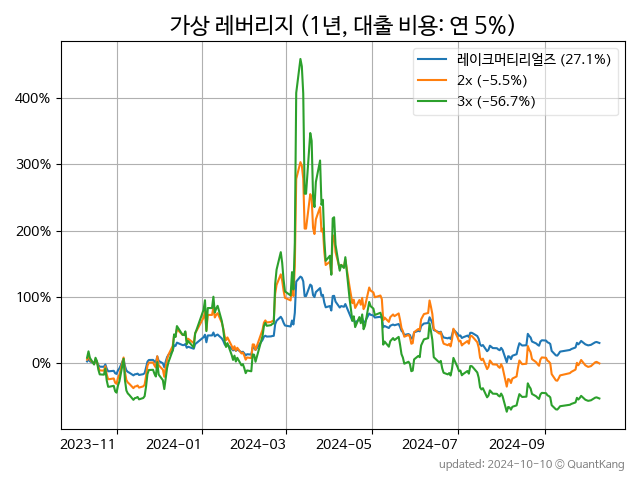 가상 레버리지 (1년, 대출 비용: 연 5%)
레이크머티리얼즈 (27.1%)
2x (−5.5%)
3x (−56.7%)
400%
300%
200%
100%
0%
2023-11 2024-01 2024-03 2024-05 2024-07 2024-09
updated: 2024-10-10 © QuantKang